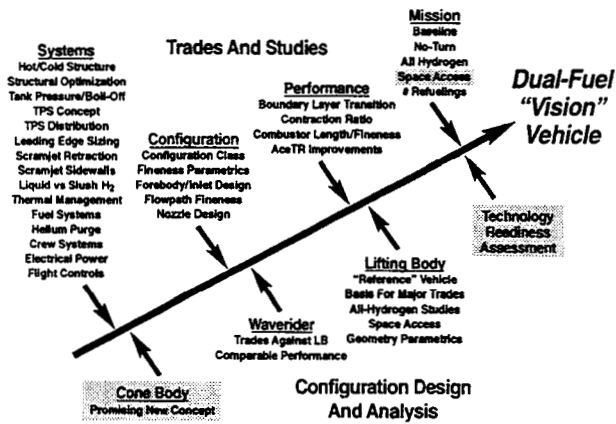 Trades And Studies
Systems
Hot/Cold Structure
Structural Optimization
Tank Pressure/Boil-Off
TPS Concept
TPS Distribution
Leading Edge Sizing
Scramjet Retraction
Scramjet Sidewalls
Liquid vs Slush H2
Thermal Management
Fuel Systems
Helium Purge
Crew Systems
Electrical Power
Flight Controls
Configuration
Configuration Class
Fineness Parametrics
Forebody/Inlet Design
Flowpath Fineness
Nozzle Design
Performance
Boundary Layer Transition
Contraction Ratio
Combustor Length/Fineness
AceTR Improvements
Mission
Baseline
No-Turn
All Hydrogen
Space Access
# Refuelings
Dual-Fuel
"Vision"
Vehicle
Cone Body
Promising New Concept
Waverider
Trades Against LB
Comparable Performance
Lifting Body
"Reference" Vehicle
Basis For Major Trades
All-Hydrogen Studies
Space Access
Geometry Parametrics
Technology
Readiness
Assessment
Configuration Design
And Analysis